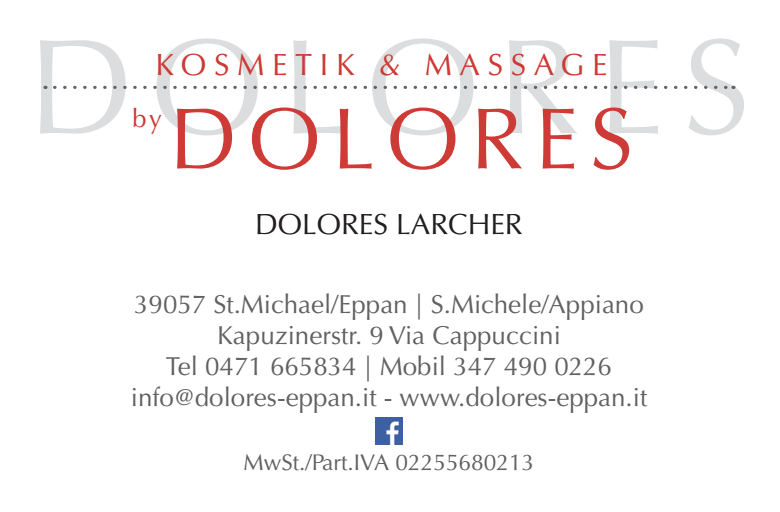 DOLORES
KOSMETIK & MASSAGE
by DOLORES
DOLORES LARCHER
39057 St.Michael/Eppan | S.Michele/Appiano
Kapuzinerstr. 9 Via Cappuccini
Tel 0471 665834 | Mobil 347 490 0226
info@dolores-eppan.it - www.dolores-eppan.it
f
MwSt./Part.IVA 02255680213